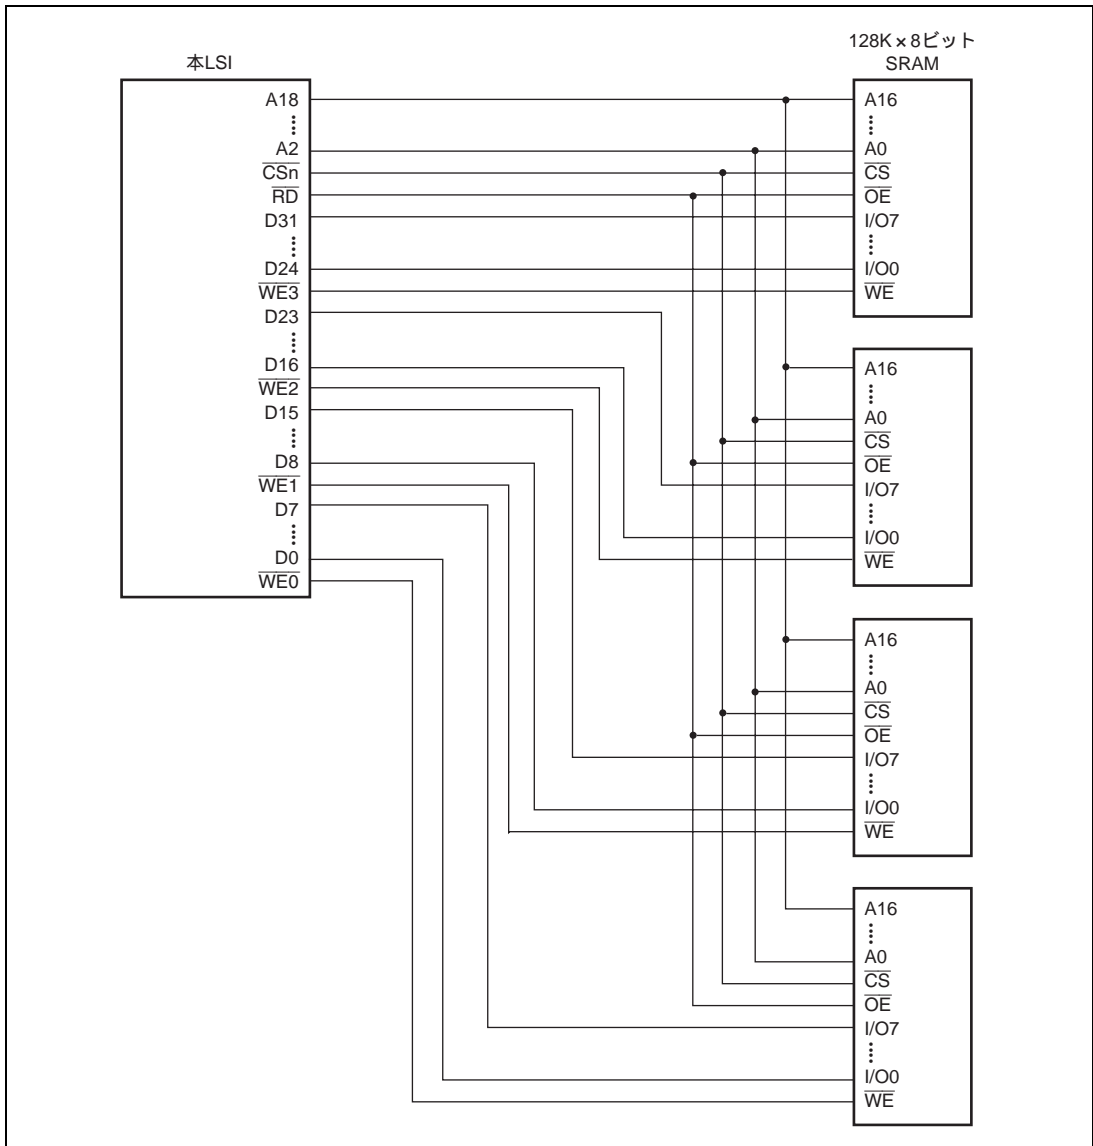 128K×8ビット
SRAM
本LSI
A18
A2
CSn
RD
D31
D24
WE3
D23
D16
WE2
D15
D8
WE1
D7
D0
WE0
A16
A0
CS
OE
I/O7
I/O0
WE
A16
A0
CS
OE
I/O7
I/O0
WE
A16
A0
CS
OE
I/O7
I/O0
WE
A16
A0
CS
OE
I/O7
I/O0
WE